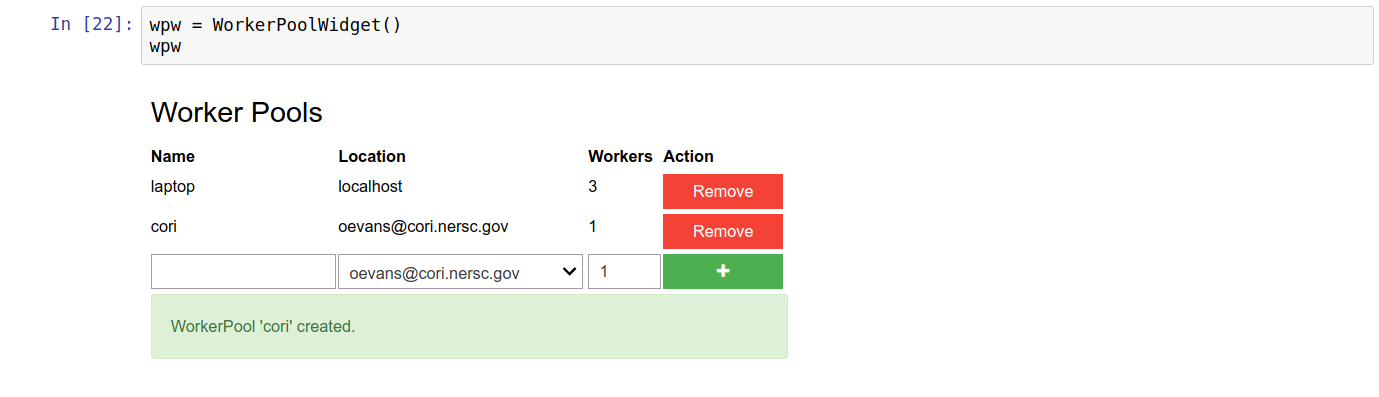 In [22]: wpw = WorkerPoolWidget()
wpw
Worker Pools
Name Location Workers Action
laptop localhost 3 Remove
cori oevans@cori.nersc.gov 1 Remove
oevans@cori.nersc.gov 1 +
WorkerPool 'cori' created.